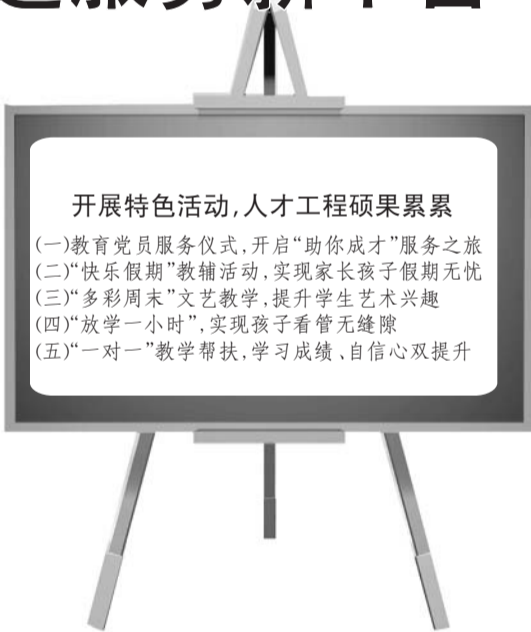 服务新平台
开展特色活动,人才工程硕果累累
(一)教育党员服务仪式,开启“助你成才”服务之旅
(二)“快乐假期”教辅活动,实现家长孩子假期无忧
(三)“多彩周末”文艺教学,提升学生艺术兴趣
(四)“放学一小时”,实现孩子看管无缝隙
(五)“一对一”教学帮扶,学习成绩、自信心双提升